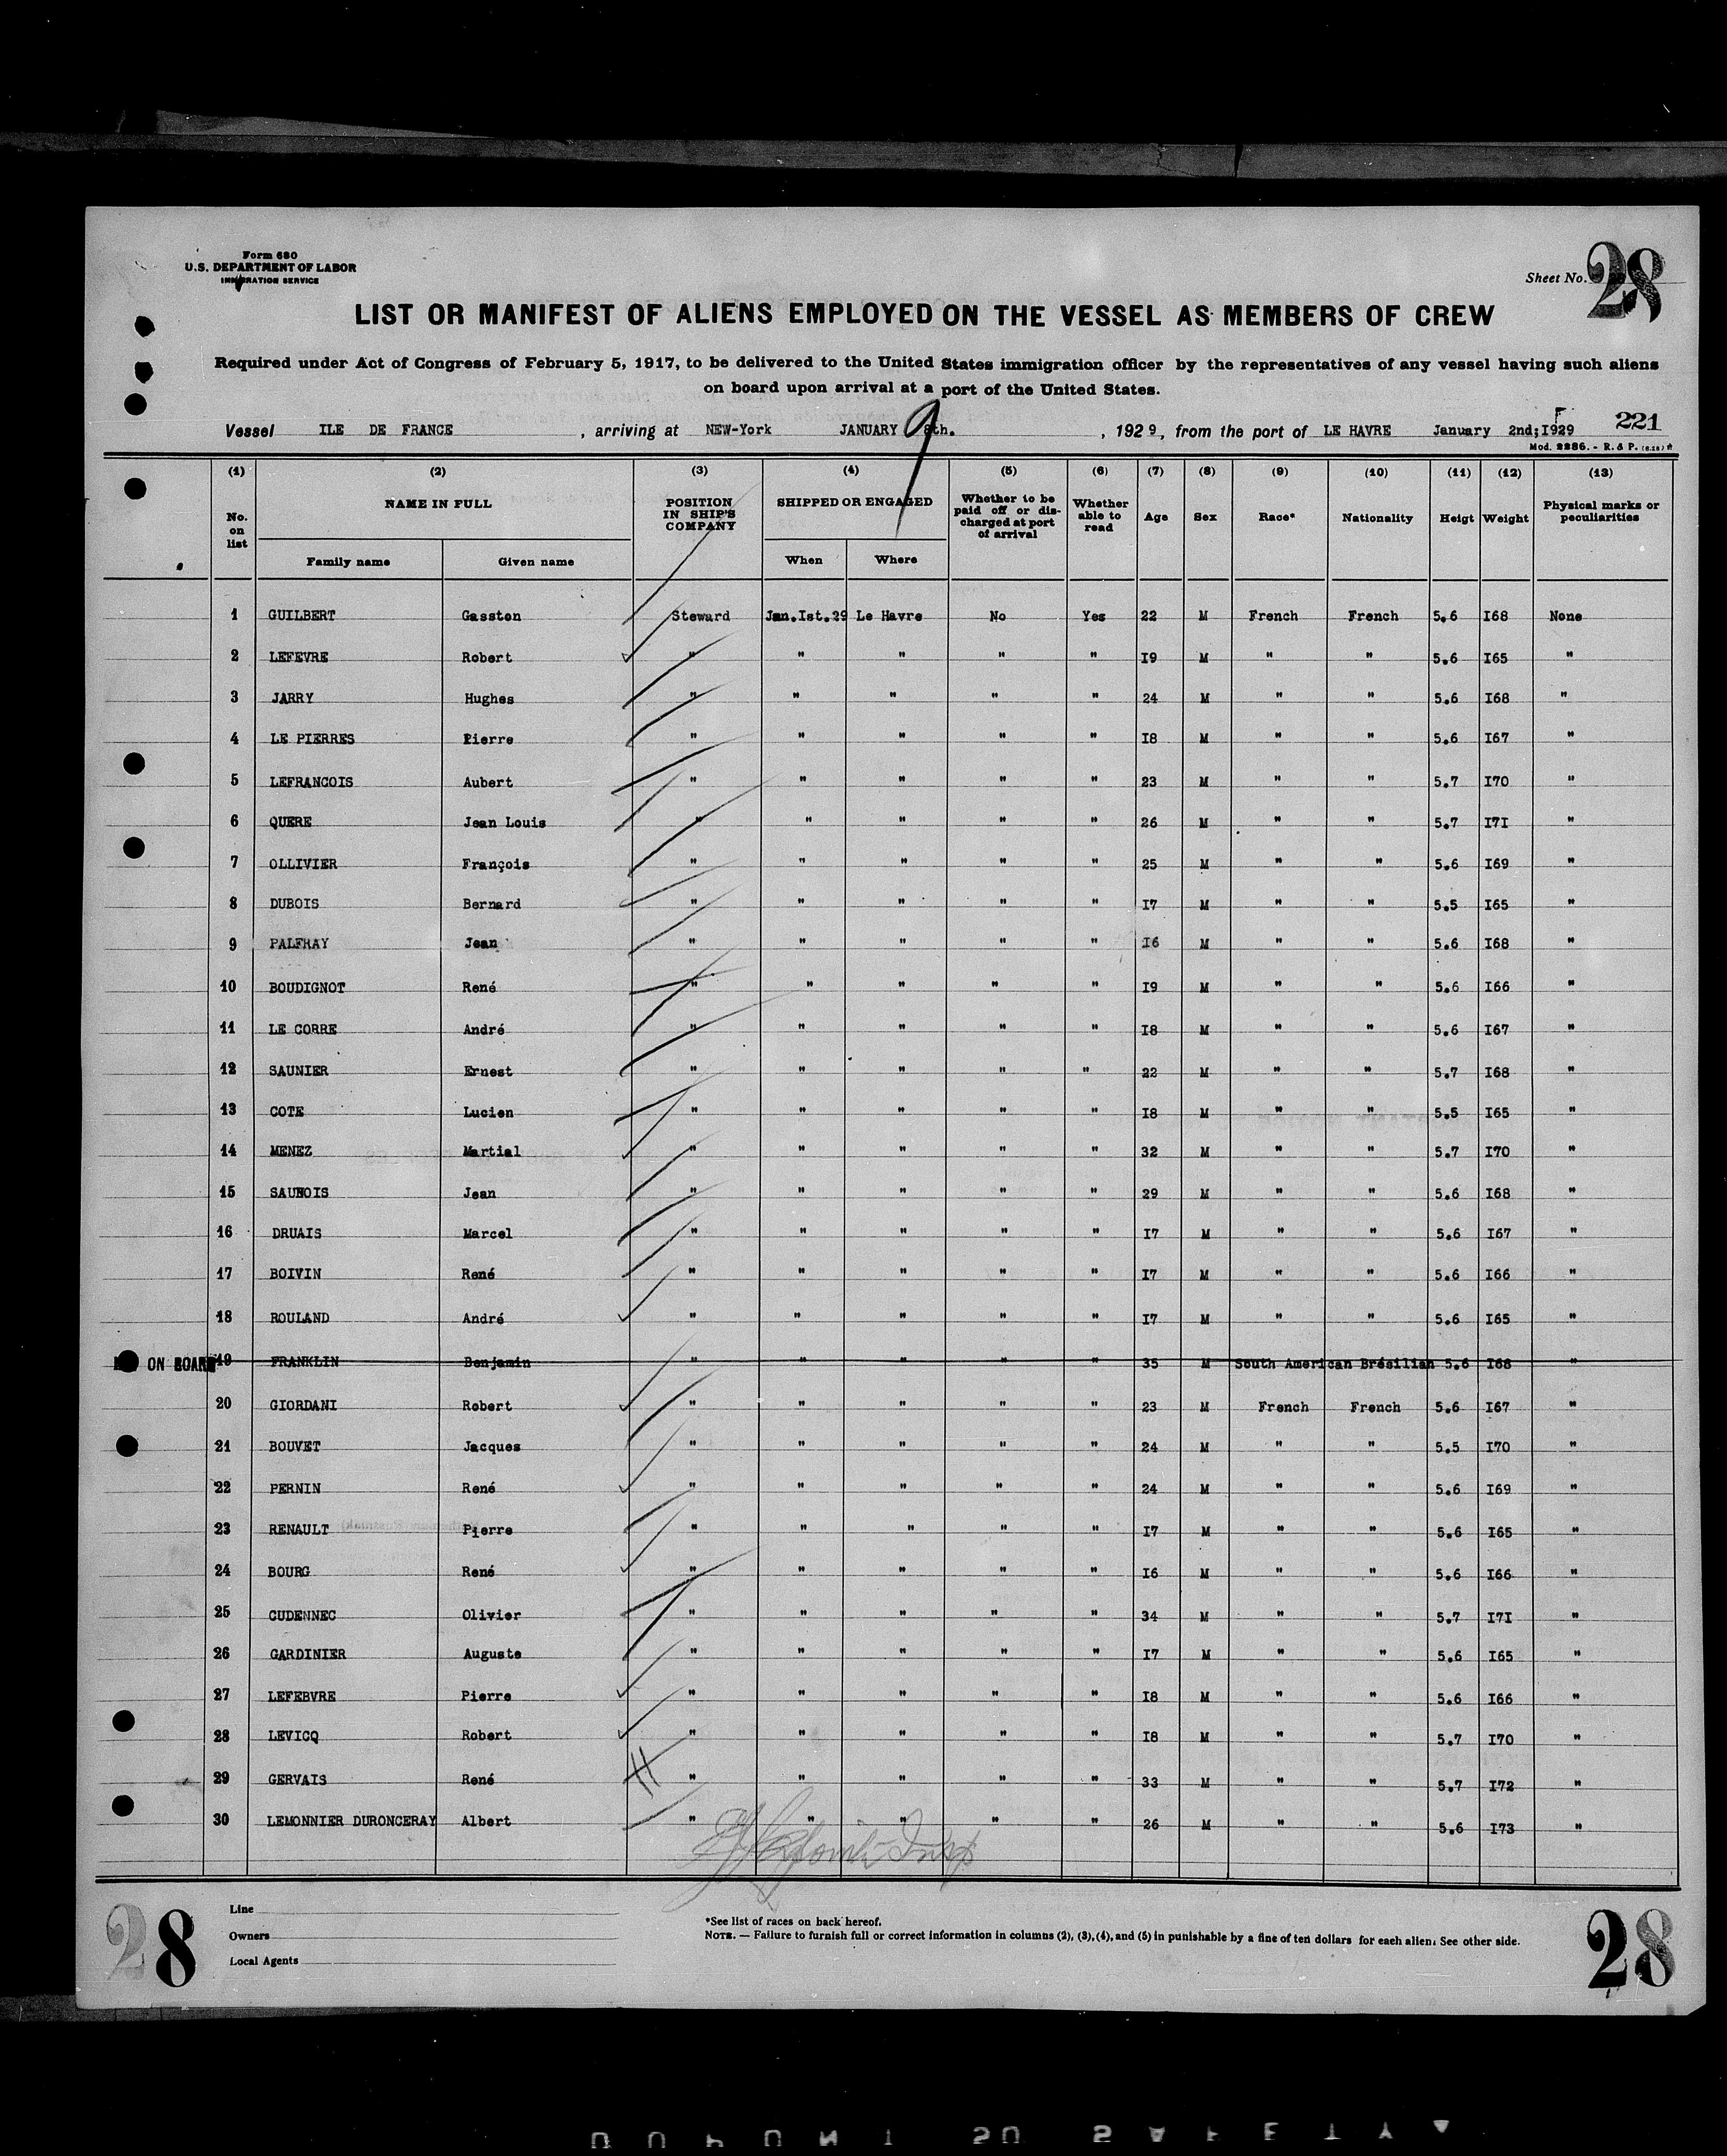 Form 680
U.S. DEPARTMENT OF LABOR
IMMIGRATION SERVICE
Sheet No. 28
LIST OR MANIFEST OF ALIENS EMPLOYED ON THE VESSEL AS MEMBERS OF CREW
Required under Act of Congress of February 5, 1917, to be delivered to the United States immigration officer by the representatives of any vessel having such aliens
on board upon arrival at a port of the United States.
221
Vessel ILE DE FRANCE , arriving at NEW-York JANUARY 9 8th. , 1929, from the port of LE HAVRE January 2nd;I929
Mod. 2286. - R. & P. (6.28)
(1) (2) (3) (4) (5) (6) (7) (8) (9) (10) (11) (12) (13)
No. on list NAME IN FULL POSITION IN SHIP'S COMPANY SHIPPED OR ENGAGED Whether to be paid off or discharged at port of arrival Whether able to read Age Sex Race* Nationality Heigt Weight Physical marks or peculiarities
Family name Given name When Where
1 GUILBERT Gasston Steward Jan.Ist.29 Le Havre No Yes 22 M French French 5.6 I68 None
2 LEFEVRE Robert " " " " " I9 M " " 5.6 I65 "
3 JARRY Hughes " " " " " 24 M " " 5.6 I68 "
4 LE PIERRES Pierre " " " " " I8 M " " 5.6 I67 "
5 LEFRANCOIS Aubert " " " " " 23 M " " 5.7 I70 "
6 QUERE Jean Louis " " " " " 26 M " " 5.7 I7I "
7 OLLIVIER François " " " " " 25 M " " 5.6 I69 "
8 DUBOIS Bernard " " " " " I7 M " " 5.5 I65 "
9 PALFRAY Jean " " " " " I6 M " " 5.6 I68 "
10 BOUDIGNOT René " " " " " I9 M " " 5.6 I66 "
11 LE CORRE André " " " " " I8 M " " 5.6 I67 "
12 SAUNIER Ernest " " " " " 22 M " " 5.7 I68 "
13 COTE Lucien " " " " " I8 M " " 5.5 I65 "
14 MENEZ Martial " " " " " 32 M " " 5.7 I70 "
15 SAUNOIS Jean " " " " " 29 M " " 5.6 I68 "
16 DRUAIS Marcel " " " " " I7 M " " 5.6 I67 "
17 BOIVIN René " " " " " I7 M " " 5.6 I66 "
18 ROULAND André " " " " " I7 M " " 5.6 I65 "
ON BOARD 19 FRANKLIN Benjamin " " " " " 35 M South American Brésilian 5.6 I68 "
20 GIORDANI Robert " " " " " 23 M French French 5.6 I67 "
21 BOUVET Jacques " " " " " 24 M " " 5.5 I70 "
22 PERNIN René " " " " " 24 M " " 5.6 I69 "
23 RENAULT Pierre " " " " " I7 M " " 5.6 I65 "
24 BOURG René " " " " " I6 M " " 5.6 I66 "
25 CUDENNEC Olivier " " " " " 34 M " " 5.7 I7I "
26 GARDINIER Auguste " " " " " I7 M " " 5.6 I65 "
27 LEFEBVRE Pierre " " " " " I8 M " " 5.6 I66 "
28 LEVICQ Robert " " " " " I8 M " " 5.7 I70 "
29 GERVAIS René " " " " " 33 M " " 5.7 I72 "
30 LEMONNIER DURONCERAY Albert " " " " " 26 M " " 5.6 I73 "
28
Line
Owners
Local Agents
*See list of races on back hereof.
NOTE. — Failure to furnish full or correct information in columns (2), (3), (4), and (5) in punishable by a fine of ten dollars for each alien. See other side.
28
DUPONT SAFETY